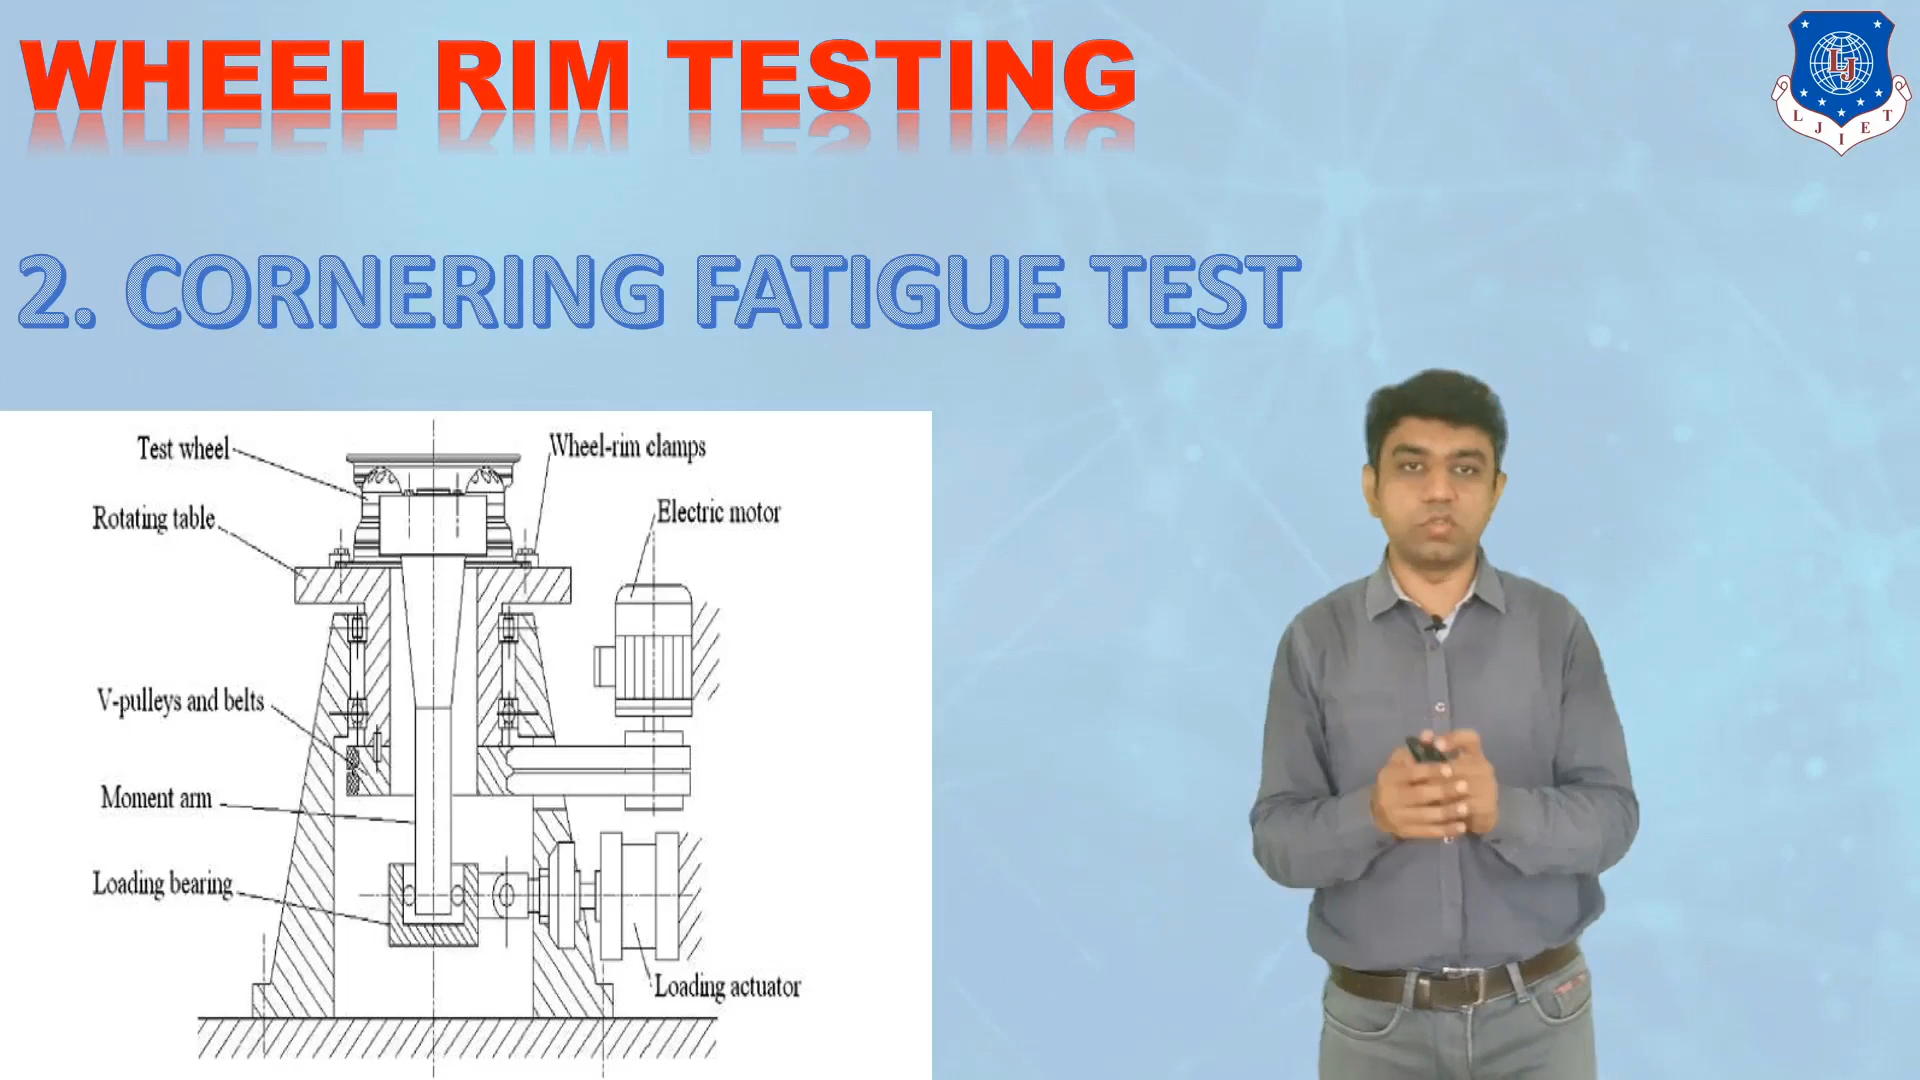 WHEEL RIM TESTING
LJIET
2. CORNERING FATIGUE TEST
Test wheel
Wheel-rim clamps
Rotating table
Electric motor
V-pulleys and belts
Moment arm
Loading bearing
Loading actuator